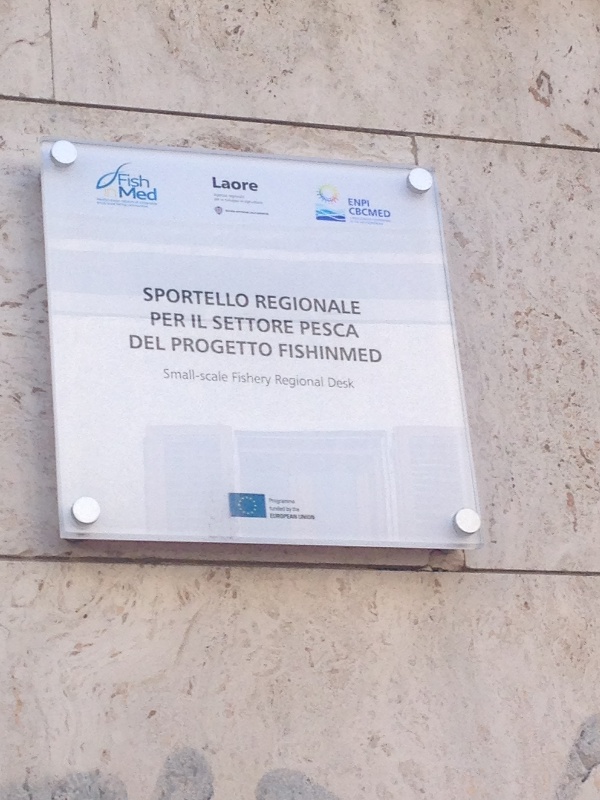 Fish
inMed
Laore
ENPI
CBCMED
SPORTELLO REGIONALE
PER IL SETTORE PESCA
DEL PROGETTO FISHINMED
Small-scale Fishery Regional Desk
Programme
funded by the
EUROPEAN UNION